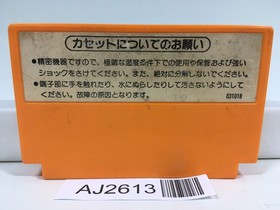 カセットについてのお願い
●精密機器ですので、極端な温度条件下での使用や保管および強い
ショックをさけてください。また、絶対に分解しないでください。
●端子部に手を触れたり、水にぬらしたりして汚さないようにして
ください。故障の原因となります。
031018
AJ2613